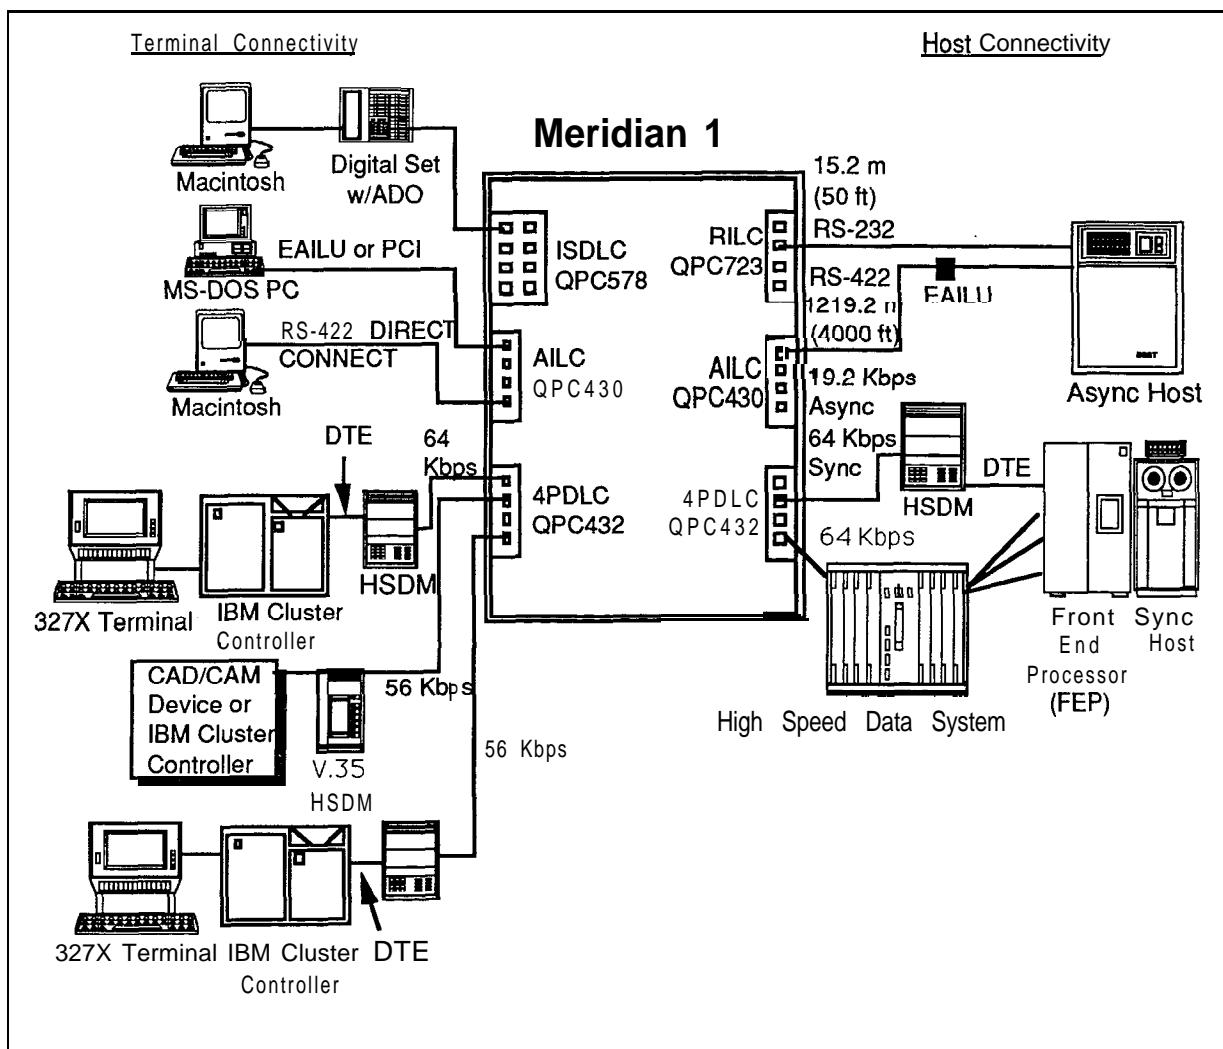 Terminal Connectivity
Host Connectivity
Meridian 1
Macintosh
Digital Set
w/ADO
EAILU or PCI
MS-DOS PC
RS-422 DIRECT
CONNECT
Macintosh
ISDLC
QPC578
AILC
QPC430
4PDLC
QPC432
RILC
QPC723
AILC
QPC430
4PDLC
QPC432
15.2 m
(50 ft)
RS-232
RS-422
1219.2
(4000 ft)
EAILU
19.2 Kbps
Async
64 Kbps
Sync
Async Host
HSDM
DTE
64 Kbps
Front
End
Processor
(FEP)
Sync
Host
High Speed Data System
DTE
64
Kbps
HSDM
327X Terminal
IBM Cluster
Controller
CAD/CAM
Device or
IBM Cluster
Controller
56 Kbps
V.35
HSDM
56 Kbps
327X Terminal
IBM Cluster
Controller
DTE